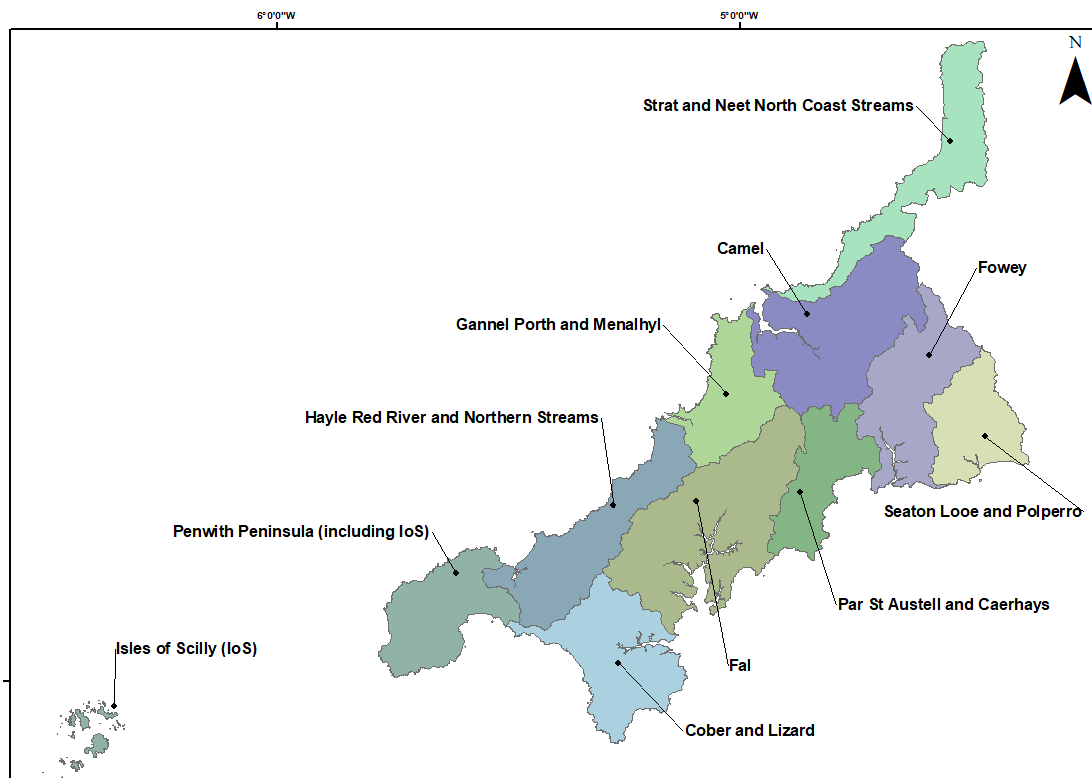 6°0'0"W
5°0'0"W
N
Strat and Neet North Coast Streams
Camel
Fowey
Gannel Porth and Menalhyl
Hayle Red River and Northern Streams
Seaton Looe and Polperro
Penwith Peninsula (including IoS)
Par St Austell and Caerhays
Isles of Scilly (IoS)
Fal
Cober and Lizard